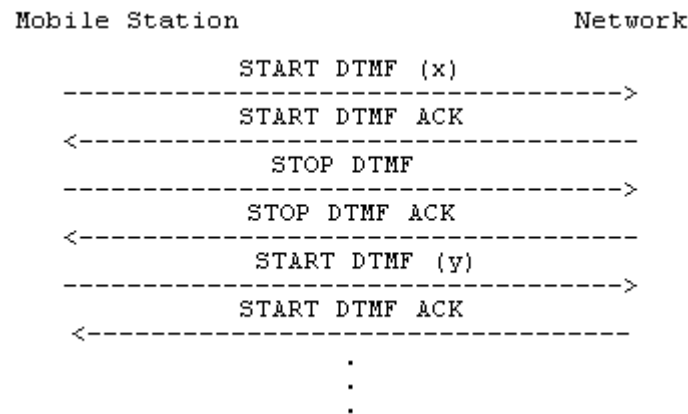 Mobile Station Network
START DTMF (x)
----------------------------------->
START DTMF ACK
<-----------------------------------
STOP DTMF
----------------------------------->
STOP DTMF ACK
<-----------------------------------
START DTMF (y)
----------------------------------->
START DTMF ACK
<----------------------------------
.
.
.